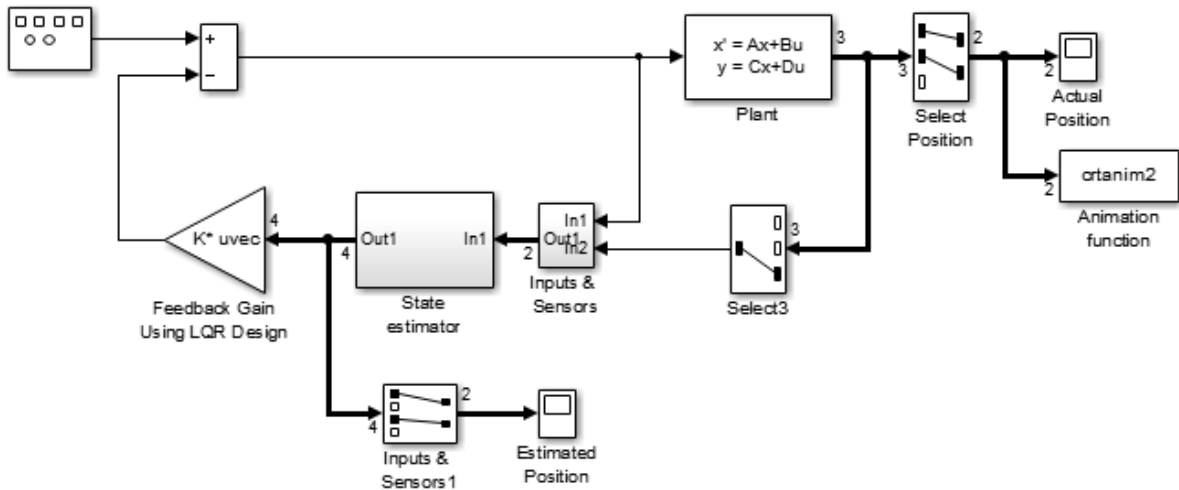 +
−
x' = Ax+Bu
y = Cx+Du
Plant
3
3
2
Select
Position
2
Actual
Position
2
crtanim2
Animation
function
K* uvec
4
Feedback Gain
Using LQR Design
4
Out1
In1
State
estimator
2
In1
Out1
In2
Inputs &
Sensors
3
Select3
4
2
Inputs &
Sensors1
Estimated
Position